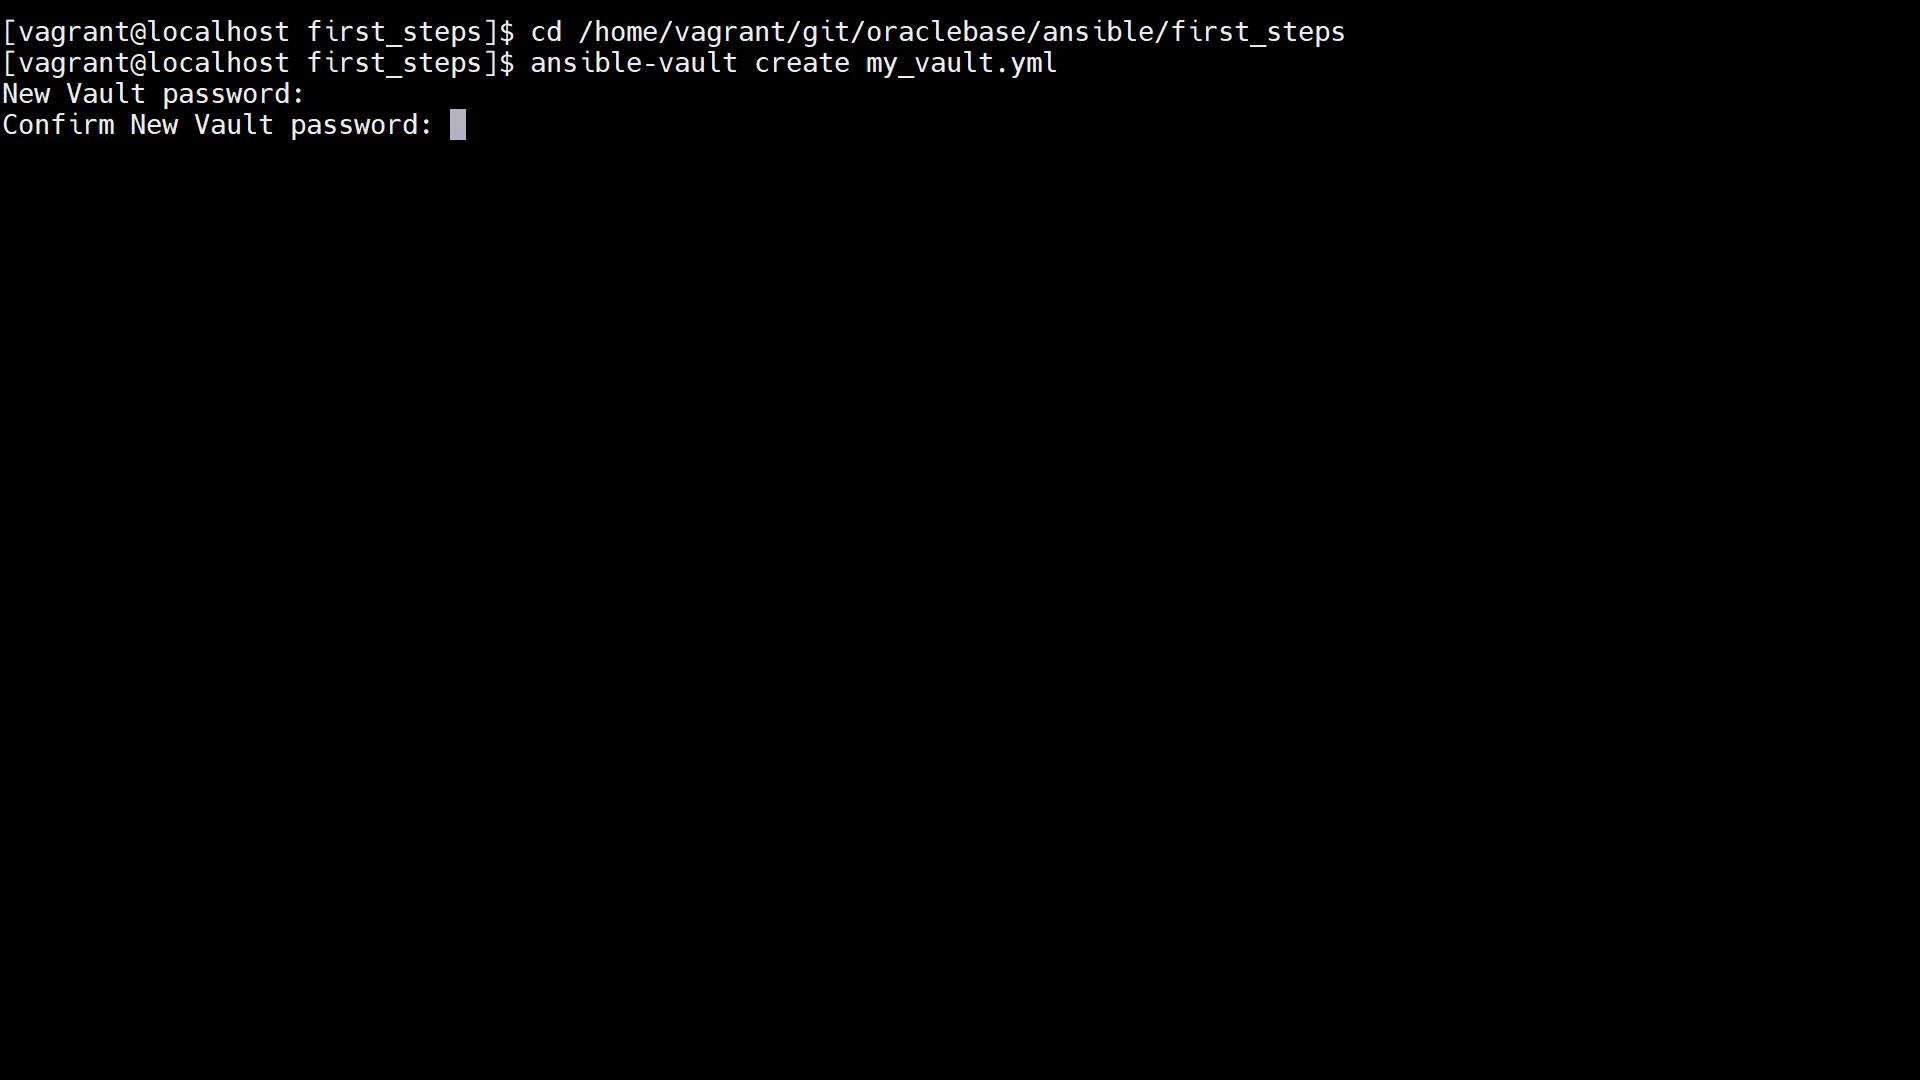 [vagrant@localhost first_steps]$ cd /home/vagrant/git/oraclebase/ansible/first_steps
[vagrant@localhost first_steps]$ ansible-vault create my_vault.yml
New Vault password:
Confirm New Vault password: